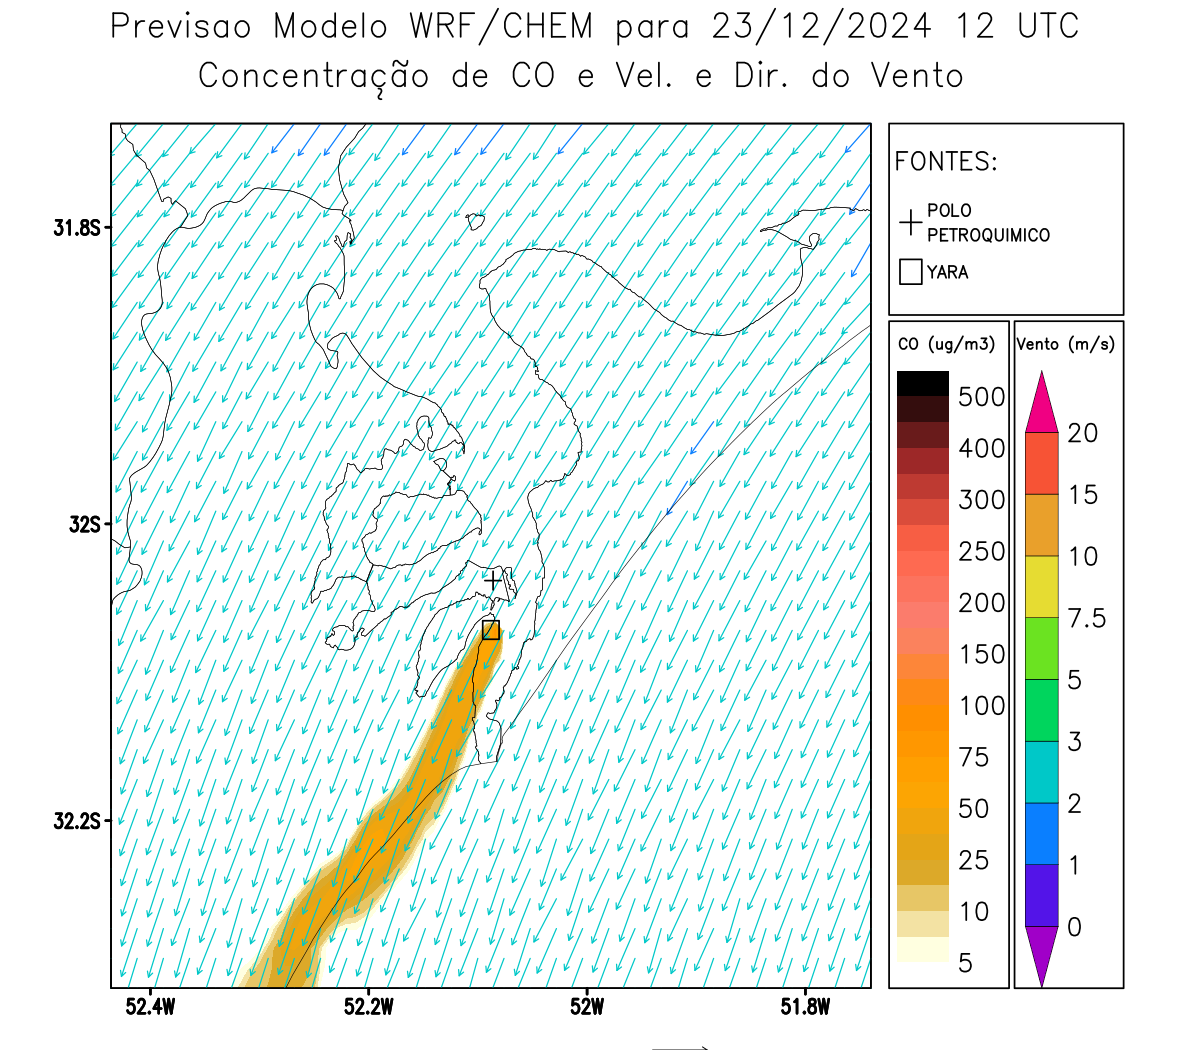 Previsao Modelo WRF/CHEM para 23/12/2024 12 UTC
Concentração de CO e Vel. e Dir. do Vento
FONTES:
POLO
PETROQUIMICO
YARA
CO (ug/m3)
500
400
300
250
200
150
100
75
50
25
10
5
Vento (m/s)
20
15
10
7.5
5
3
2
1
0
31.8S
32S
32.2S
52.4W
52.2W
52W
51.8W